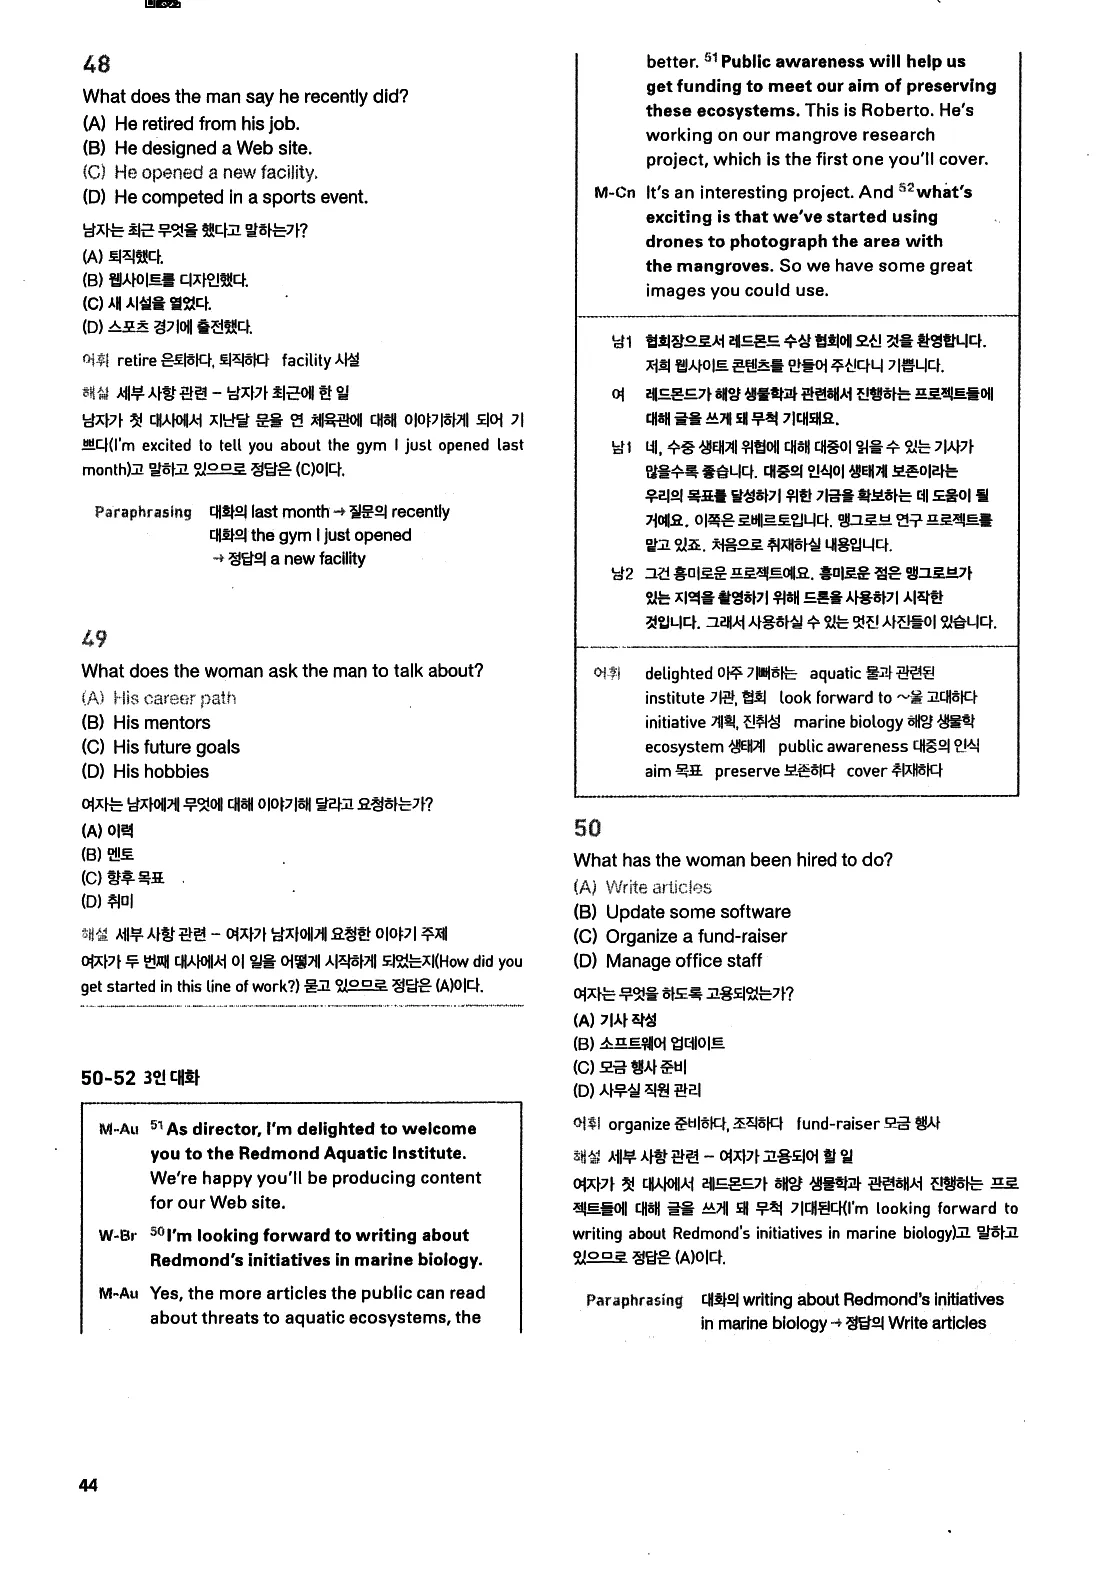 48
What does the man say he recently did?
(A) He retired from his job.
(B) He designed a Web site.
(C) He opened a new facility.
(D) He competed in a sports event.
남자는 최근 무엇을 했다고 말하는가?
(A) 퇴직했다.
(B) 웹사이트를 디자인했다.
(C) 새 시설을 열었다.
(D) 스포츠 경기에 출전했다.
어휘 retire 은퇴하다, 퇴직하다 facility 시설
해설 세부 사항 관련 – 남자가 최근에 한 일
남자가 첫 대사에서 지난달 문을 연 체육관에 대해 이야기하게 되어 기
쁘다(I'm excited to tell you about the gym I just opened last
month)고 말하고 있으므로 정답은 (C)이다.
Paraphrasing 대화의 last month → 질문의 recently
대화의 the gym I just opened
→ 정답의 a new facility
49
What does the woman ask the man to talk about?
(A) His career path
(B) His mentors
(C) His future goals
(D) His hobbies
여자는 남자에게 무엇에 대해 이야기해 달라고 요청하는가?
(A) 이력
(B) 멘토
(C) 향후 목표
(D) 취미
해설 세부 사항 관련 – 여자가 남자에게 요청한 이야기 주제
여자가 두 번째 대사에서 이 일을 어떻게 시작하게 되었는지(How did you
get started in this line of work?) 묻고 있으므로 정답은 (A)이다.
50-52 3인 대화
M-Au 51 As director, I'm delighted to welcome
you to the Redmond Aquatic Institute.
We're happy you'll be producing content
for our Web site.
W-Br 50 I'm looking forward to writing about
Redmond's initiatives in marine biology.
M-Au Yes, the more articles the public can read
about threats to aquatic ecosystems, the
better. 51 Public awareness will help us
get funding to meet our aim of preserving
these ecosystems. This is Roberto. He's
working on our mangrove research
project, which is the first one you'll cover.
M-Cn It's an interesting project. And 52 what's
exciting is that we've started using
drones to photograph the area with
the mangroves. So we have some great
images you could use.
남1 협회장으로서 레드몬드 수상 협회에 오신 것을 환영합니다.
저희 웹사이트 콘텐츠를 만들어 주신다니 기쁩니다.
여 레드몬드가 해양 생물학과 관련해서 진행하는 프로젝트들에
대해 글을 쓰게 돼 무척 기대돼요.
남1 네, 수중 생태계 위협에 대해 대중이 읽을 수 있는 기사가
많을수록 좋습니다. 대중의 인식이 생태계 보존이라는
우리의 목표를 달성하기 위한 기금을 확보하는 데 도움이 될
거예요. 이쪽은 로베르토입니다. 맹그로브 연구 프로젝트를
맡고 있죠. 처음으로 취재하실 내용입니다.
남2 그건 흥미로운 프로젝트예요. 흥미로운 점은 맹그로브가
있는 지역을 촬영하기 위해 드론을 사용하기 시작한
것입니다. 그래서 사용하실 수 있는 멋진 사진들이 있습니다.
어휘 delighted 아주 기뻐하는 aquatic 물과 관련된
institute 기관, 협회 look forward to ~을 고대하다
initiative 계획, 진취성 marine biology 해양 생물학
ecosystem 생태계 public awareness 대중의 인식
aim 목표 preserve 보존하다 cover 취재하다
50
What has the woman been hired to do?
(A) Write articles
(B) Update some software
(C) Organize a fund-raiser
(D) Manage office staff
여자는 무엇을 하도록 고용되었는가?
(A) 기사 작성
(B) 소프트웨어 업데이트
(C) 모금 행사 준비
(D) 사무실 직원 관리
어휘 organize 준비하다, 조직하다 fund-raiser 모금 행사
해설 세부 사항 관련 – 여자가 고용되어 할 일
여자가 첫 대사에서 레드몬드가 해양 생물학과 관련해서 진행하는 프로
젝트들에 대해 글을 쓰게 돼 무척 기대된다(I'm looking forward to
writing about Redmond's initiatives in marine biology)고 말하고
있으므로 정답은 (A)이다.
Paraphrasing 대화의 writing about Redmond's initiatives
in marine biology → 정답의 Write articles
44